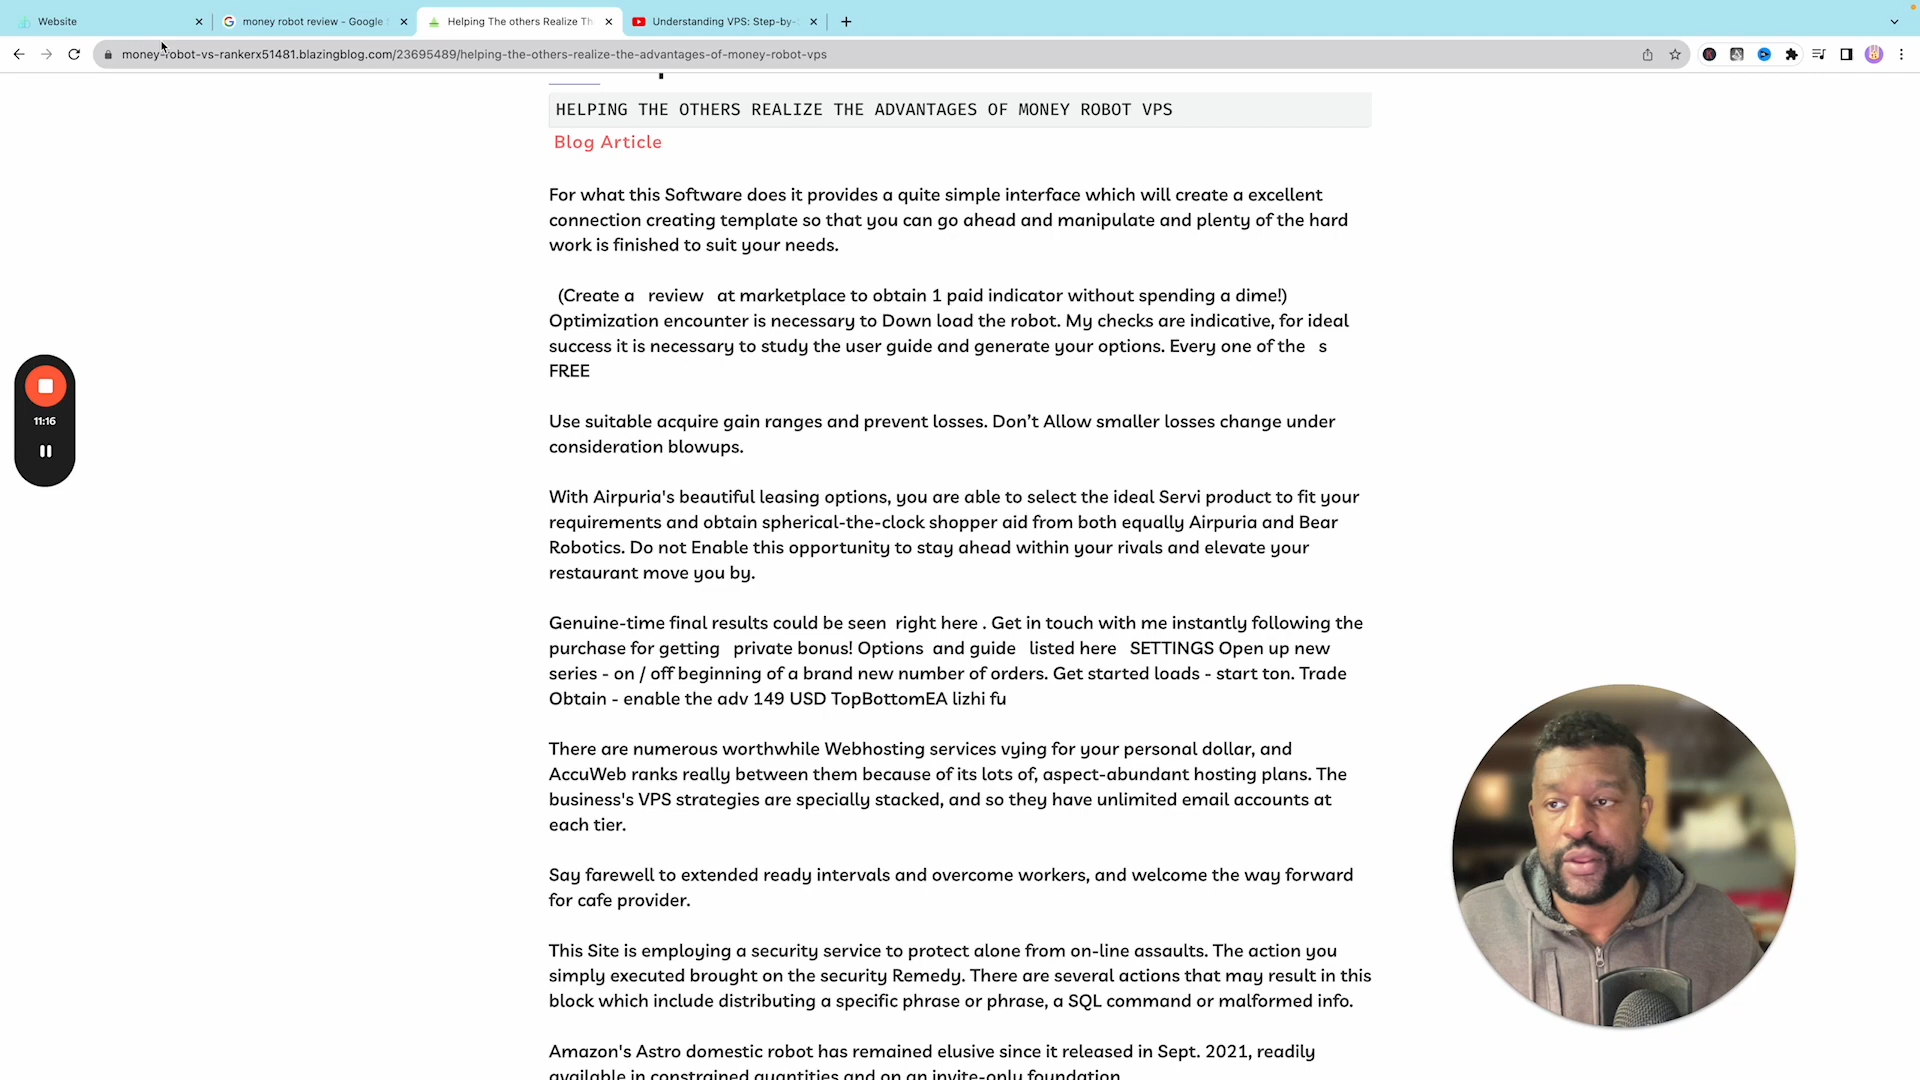 Website
money robot review - Google
Helping The others Realize Th
Understanding VPS: Step-by-
money-robot-vs-rankerx51481.blazingblog.com/23695489/helping-the-others-realize-the-advantages-of-money-robot-vps
HELPING THE OTHERS REALIZE THE ADVANTAGES OF MONEY ROBOT VPS
Blog Article
For what this Software does it provides a quite simple interface which will create a excellent
connection creating template so that you can go ahead and manipulate and plenty of the hard
work is finished to suit your needs.
(Create a review at marketplace to obtain 1 paid indicator without spending a dime!)
Optimization encounter is necessary to Down load the robot. My checks are indicative, for ideal
success it is necessary to study the user guide and generate your options. Every one of the s
FREE
11:16
Use suitable acquire gain ranges and prevent losses. Don’t Allow smaller losses change under
consideration blowups.
With Airpuria's beautiful leasing options, you are able to select the ideal Servi product to fit your
requirements and obtain spherical-the-clock shopper aid from both equally Airpuria and Bear
Robotics. Do not Enable this opportunity to stay ahead within your rivals and elevate your
restaurant move you by.
Genuine-time final results could be seen right here . Get in touch with me instantly following the
purchase for getting private bonus! Options and guide listed here SETTINGS Open up new
series - on / off beginning of a brand new number of orders. Get started loads - start ton. Trade
Obtain - enable the adv 149 USD TopBottomEA lizhi fu
There are numerous worthwhile Webhosting services vying for your personal dollar, and
AccuWeb ranks really between them because of its lots of, aspect-abundant hosting plans. The
business's VPS strategies are specially stacked, and so they have unlimited email accounts at
each tier.
Say farewell to extended ready intervals and overcome workers, and welcome the way forward
for cafe provider.
This Site is employing a security service to protect alone from on-line assaults. The action you
simply executed brought on the security Remedy. There are several actions that may result in this
block which include distributing a specific phrase or phrase, a SQL command or malformed info.
Amazon's Astro domestic robot has remained elusive since it released in Sept. 2021, readily
available in constrained quantities and on an invite-only foundation.